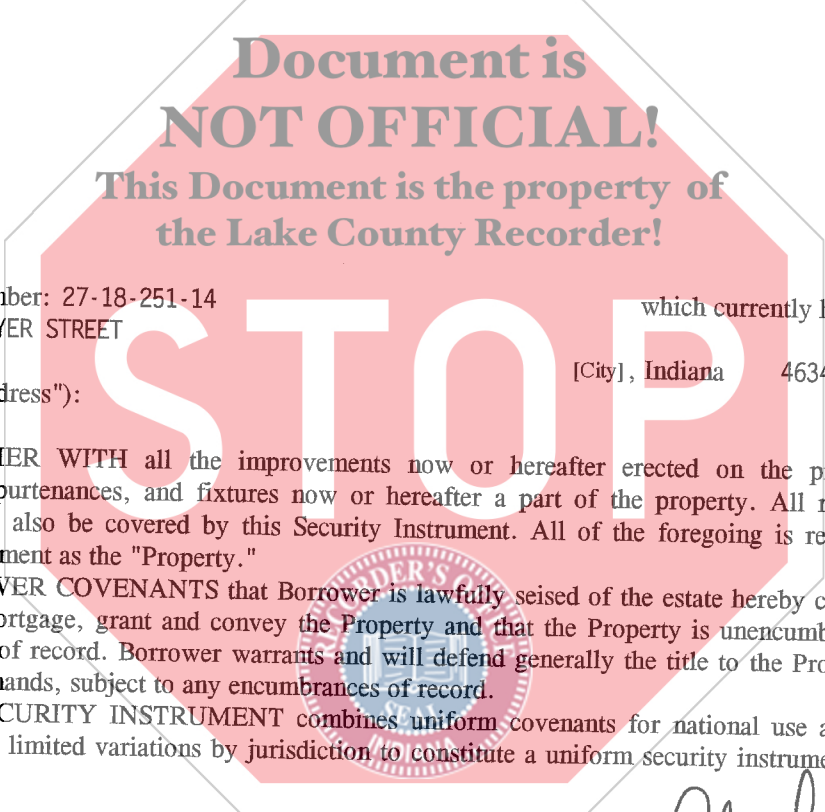 Document is
NOT OFFICIAL!
This Document is the property of
the Lake County Recorder!
nber: 27-18-251-14 which currently h
YER STREET
[City], Indiana 4634
dress"):
STOP
IER WITH all the improvements now or hereafter erected on the p
purtenances, and fixtures now or hereafter a part of the property. All r
also be covered by this Security Instrument. All of the foregoing is re
ment as the "Property."
VER COVENANTS that Borrower is lawfully seised of the estate hereby c
ortgage, grant and convey the Property and that the Property is unencumb
of record. Borrower warrants and will defend generally the title to the Pro
nands, subject to any encumbrances of record.
CURITY INSTRUMENT combines uniform covenants for national use a
limited variations by jurisdiction to constitute a uniform security instrume
SEAL